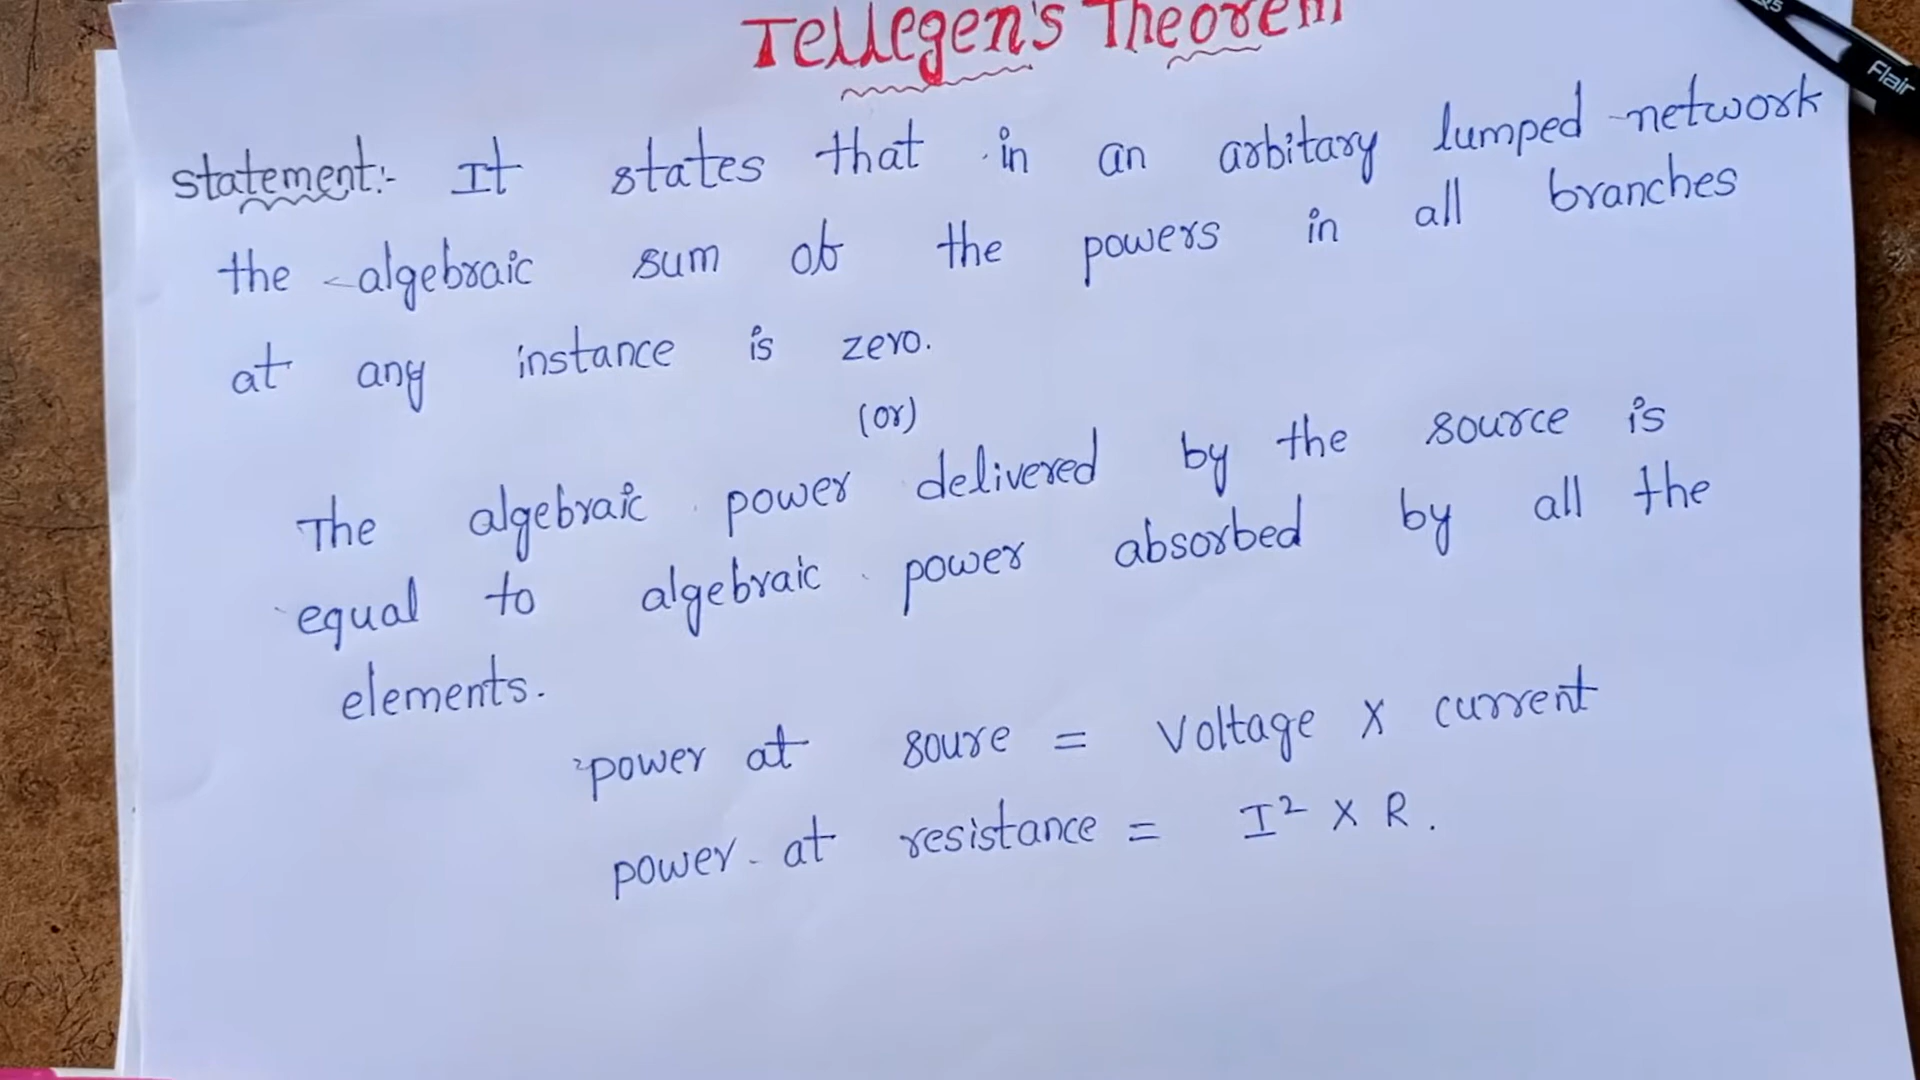 Tellegen's Theorem
statement:- It states that in an arbitary lumped network
the algebraic sum of the powers in all branches
at any instance is zero.
(or)
The algebraic power delivered by the source is
equal to algebraic power absorbed by all the
elements.
power at soure = Voltage X current
power at resistance = I² X R.
Flair